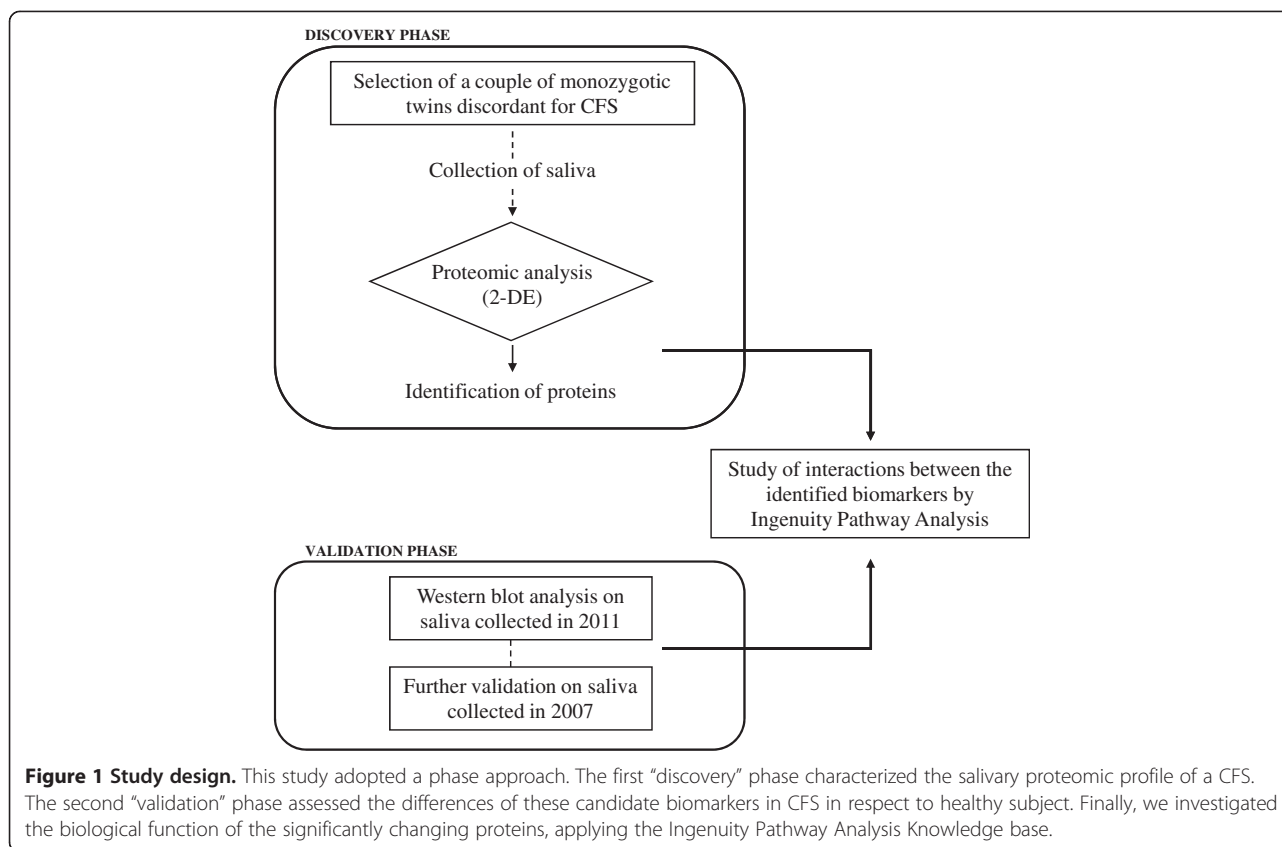 DISCOVERY PHASE
Selection of a couple of monozygotic
twins discordant for CFS
Collection of saliva
Proteomic analysis
(2-DE)
Identification of proteins
Study of interactions between the
identified biomarkers by
Ingenuity Pathway Analysis
VALIDATION PHASE
Western blot analysis on
saliva collected in 2011
Further validation on saliva
collected in 2007
Figure 1 Study design. This study adopted a phase approach. The first “discovery” phase characterized the salivary proteomic profile of a CFS.
The second “validation” phase assessed the differences of these candidate biomarkers in CFS in respect to healthy subject. Finally, we investigated
the biological function of the significantly changing proteins, applying the Ingenuity Pathway Analysis Knowledge base.